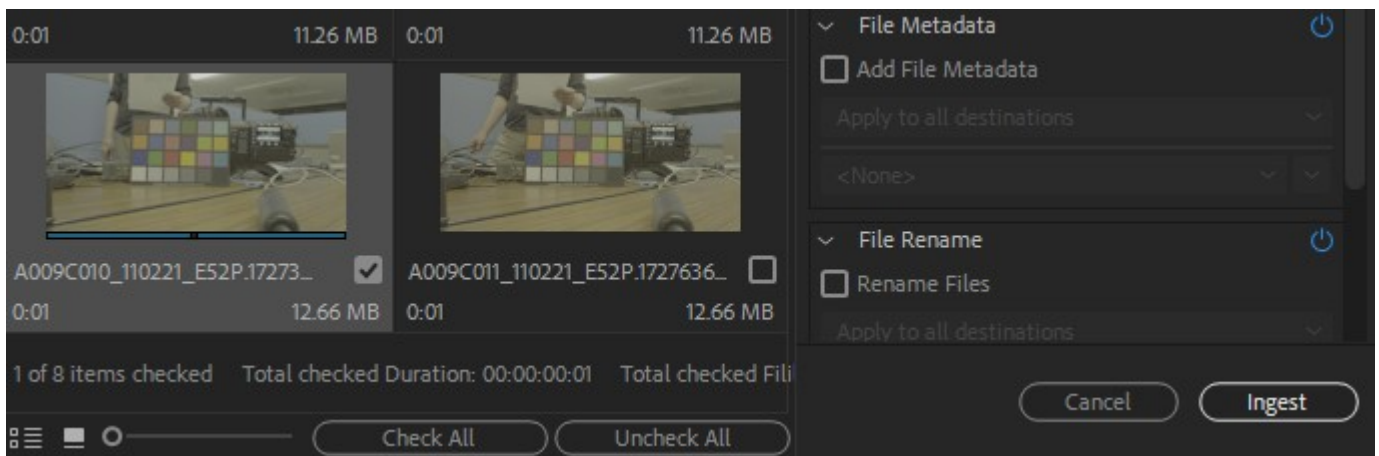 0:01 11.26 MB 0:01 11.26 MB
A009C010_110221_E52P.17273... A009C011_110221_E52P.1727636...
0:01 12.66 MB 0:01 12.66 MB
1 of 8 items checked Total checked Duration: 00:00:00:01 Total checked Fil
Check All Uncheck All
File Metadata
Add File Metadata
Apply to all destinations
<None>
File Rename
Rename Files
Apply to all destinations
Cancel Ingest